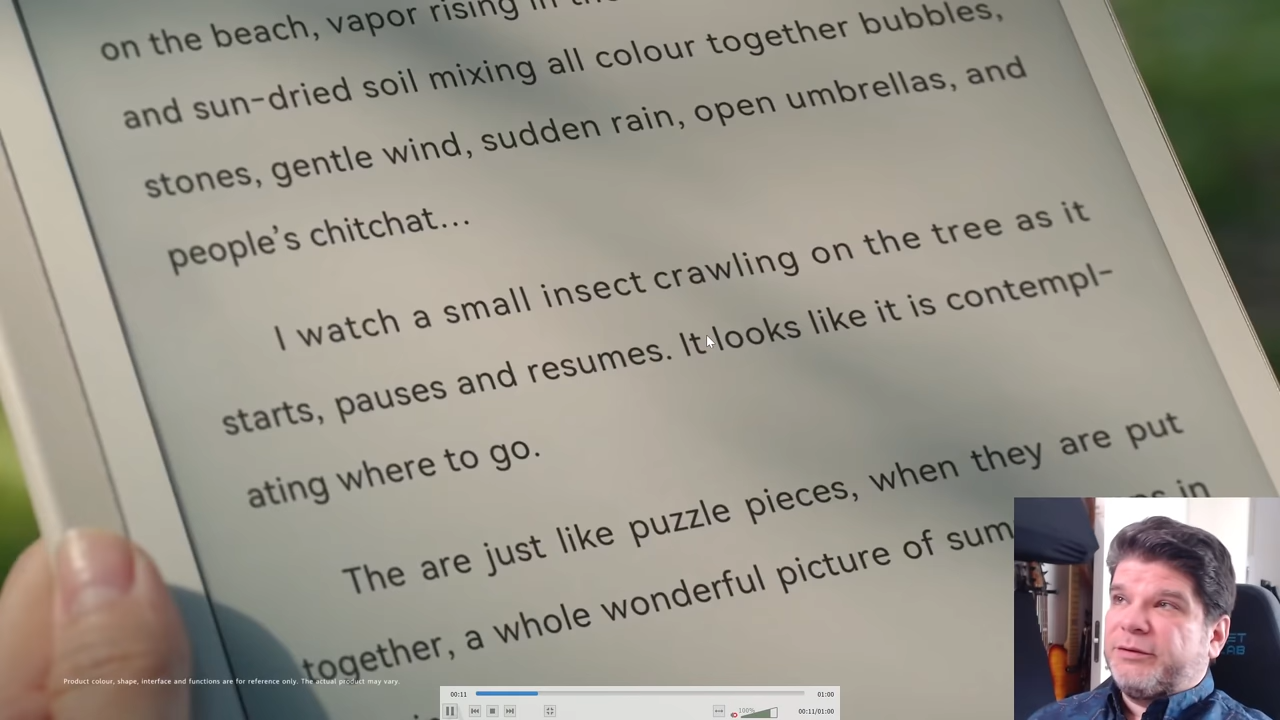 on the beach, vapor rising in
and sun-dried soil mixing all colour together bubbles,
stones, gentle wind, sudden rain, open umbrellas, and
people's chitchat...
I watch a small insect crawling on the tree as it
starts, pauses and resumes. It looks like it is contempl-
ating where to go.
The are just like puzzle pieces, when they are put
together, a whole wonderful picture of sum
in
Product colour, shape, interface and functions are for reference only. The actual product may vary.
00:11
01:00
100%
00:11/01:00